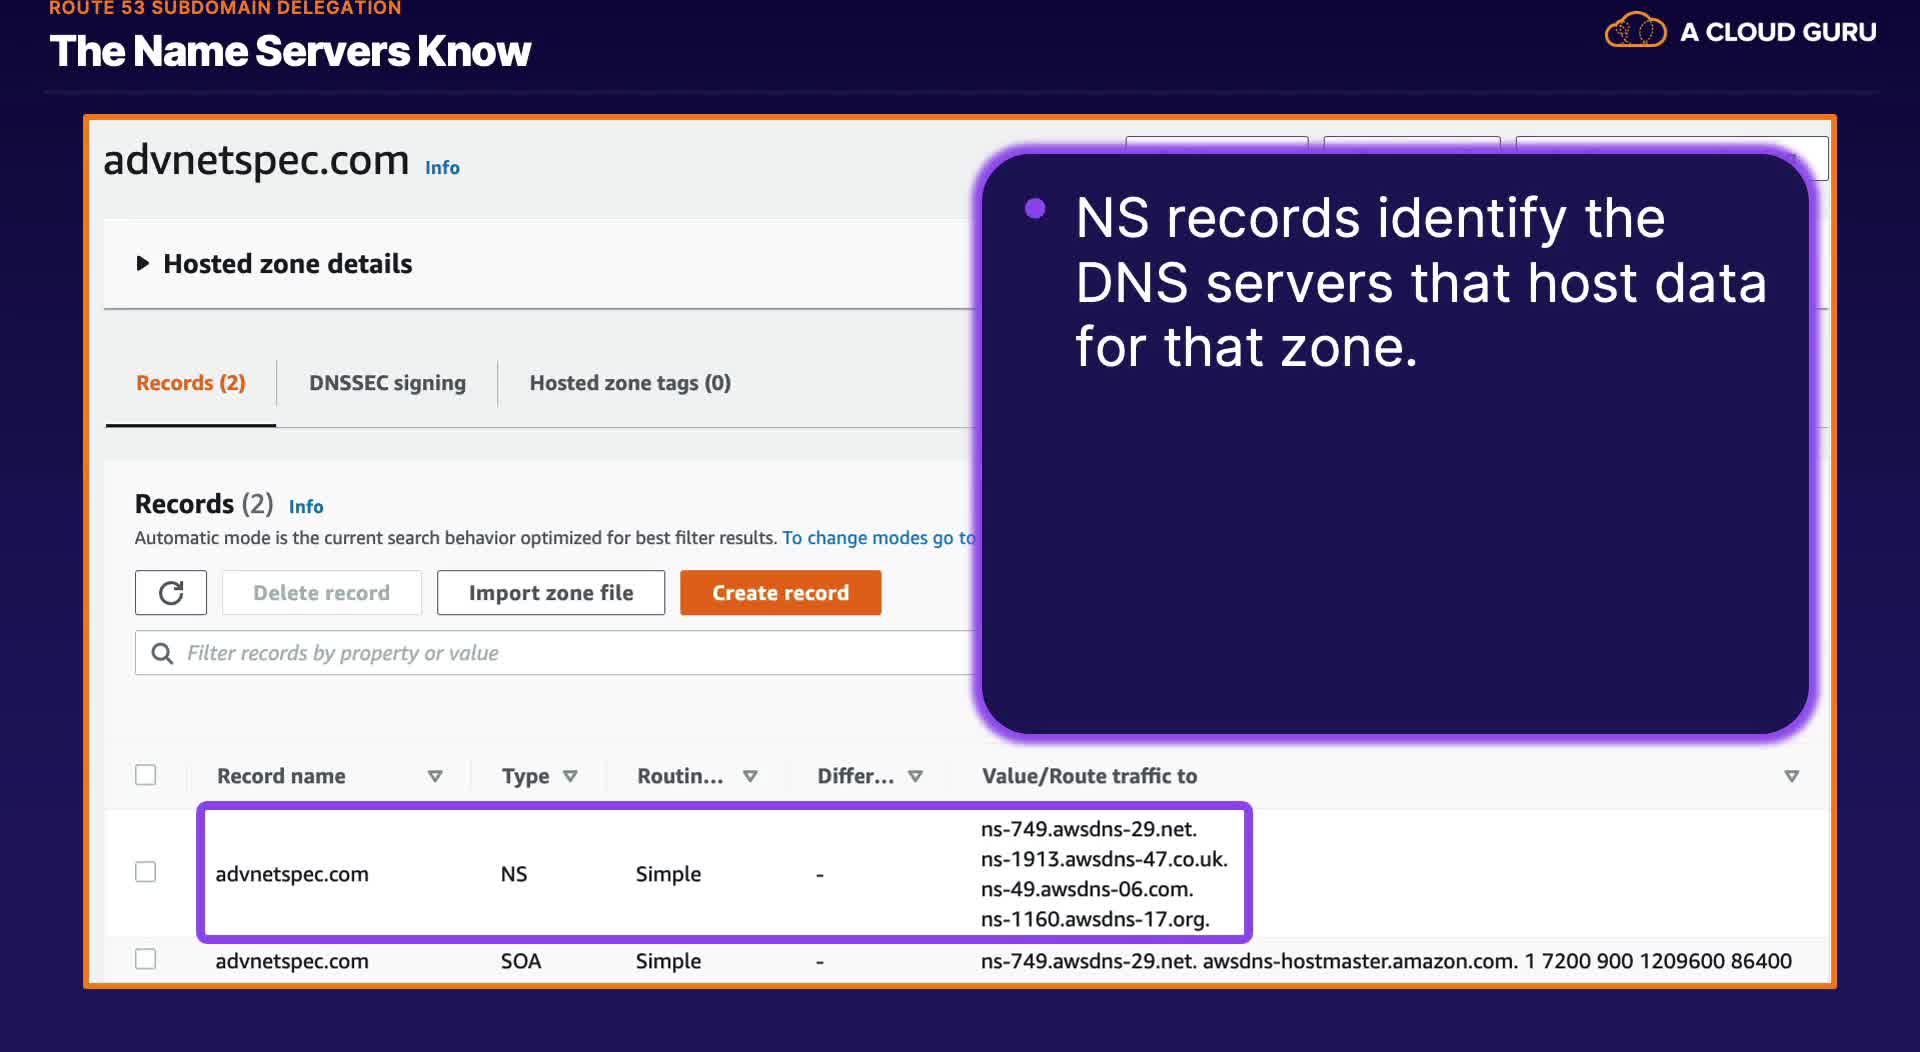 ROUTE 53 SUBDOMAIN DELEGATION
The Name Servers Know
A CLOUD GURU
advnetspec.com Info
Hosted zone details
NS records identify the
DNS servers that host data
for that zone.
Records (2) DNSSEC signing Hosted zone tags (0)
Records (2) Info
Automatic mode is the current search behavior optimized for best filter results. To change modes go to
Delete record Import zone file Create record
Filter records by property or value
Record name Type Routin... Differ... Value/Route traffic to
advnetspec.com NS Simple -
ns-749.awsdns-29.net.
ns-1913.awsdns-47.co.uk.
ns-49.awsdns-06.com.
ns-1160.awsdns-17.org.
advnetspec.com SOA Simple - ns-749.awsdns-29.net. awsdns-hostmaster.amazon.com. 1 7200 900 1209600 86400